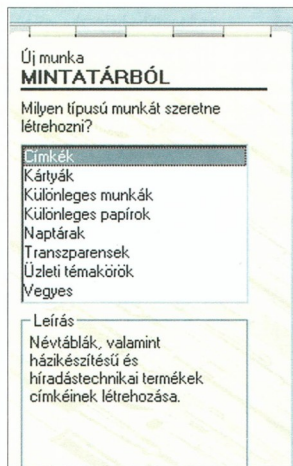 Új munka
MINTATÁRBÓL
Milyen típusú munkát szeretne
létrehozni?
Címkék
Kártyák
Különleges munkák
Különleges papírok
Naptárak
Transzparensek
Üzleti témakörök
Vegyes
Leírás
Névtáblák, valamint
házikészítésű és
híradástechnikai termékek
címkéinek létrehozása.